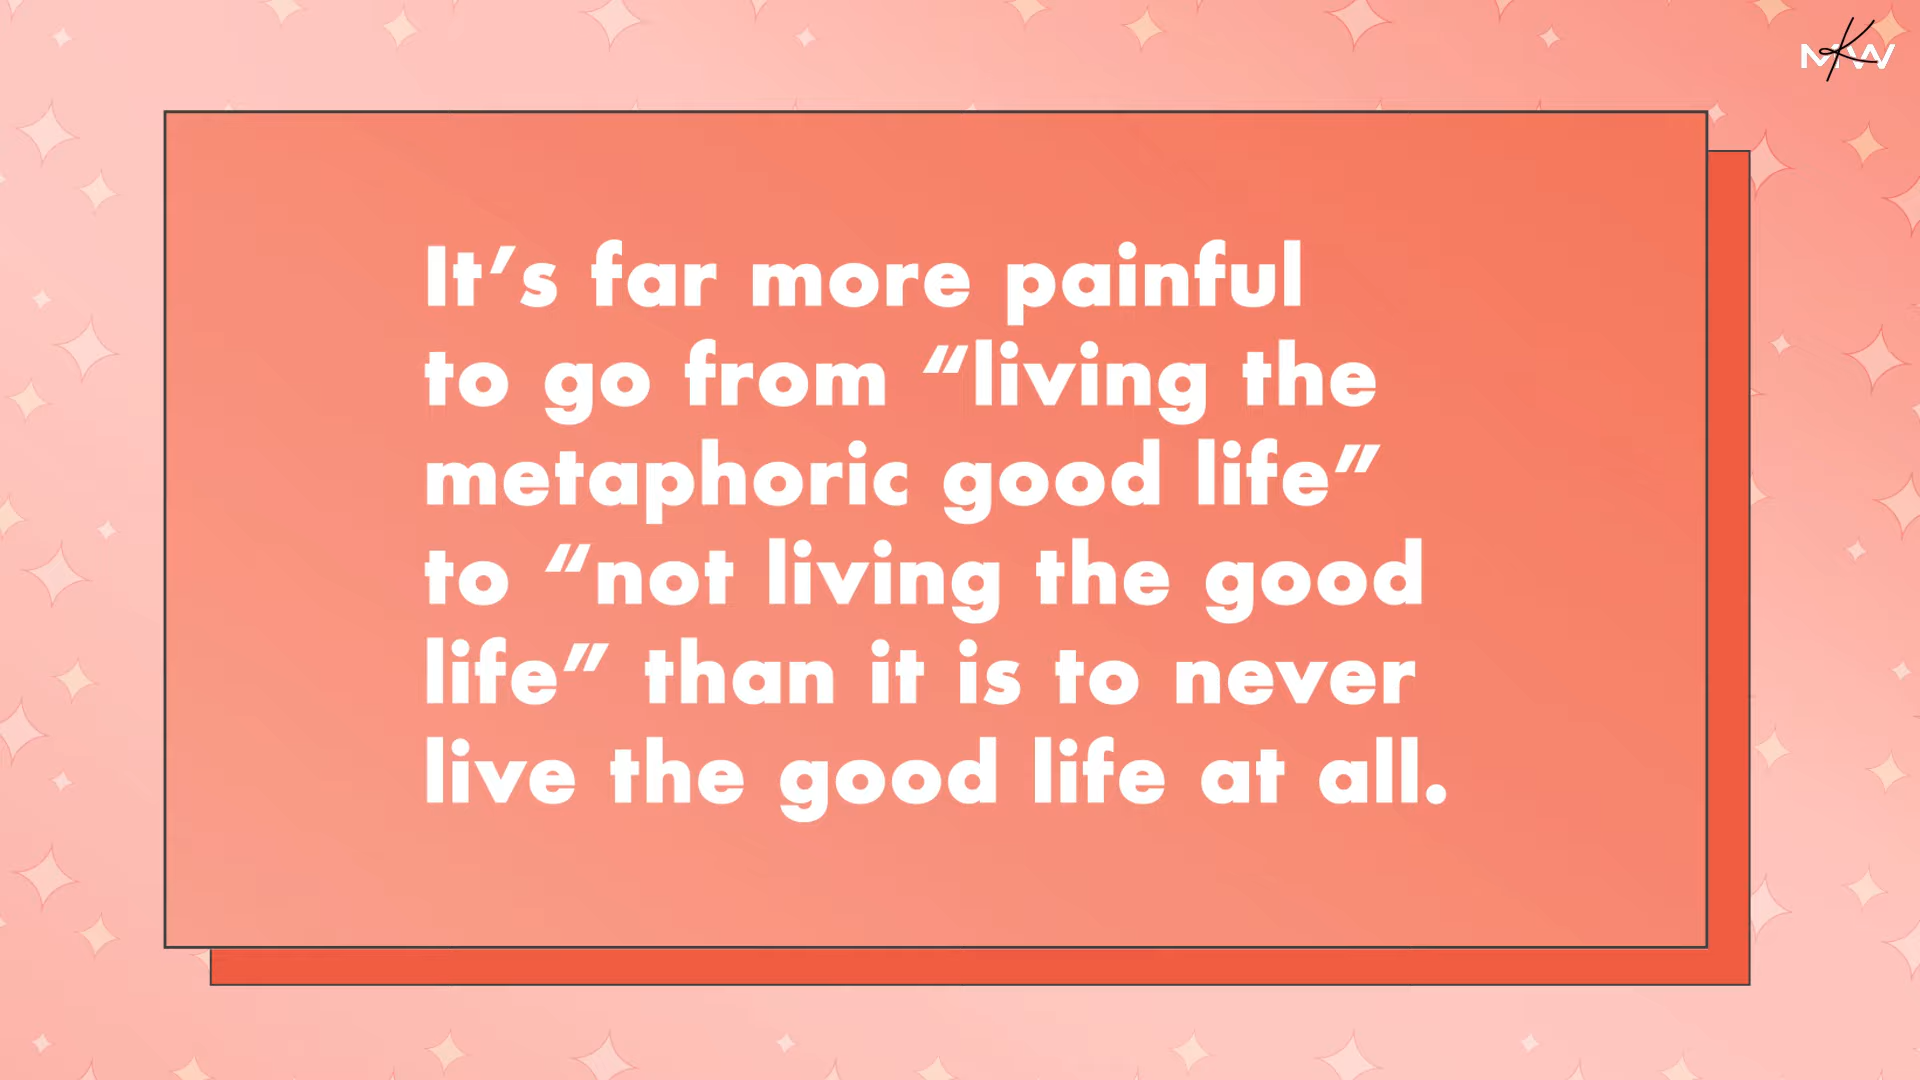 MKW
It’s far more painful
to go from “living the
metaphoric good life”
to “not living the good
life” than it is to never
live the good life at all.